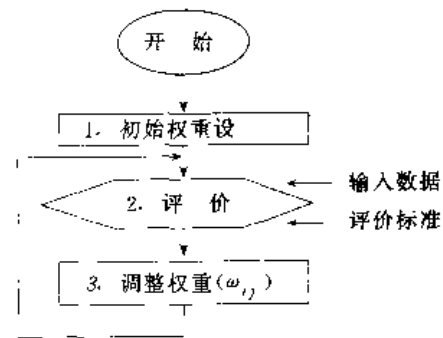 开 始
1. 初始权重设
输入数据
2. 评 价
评价标准
3. 调整权重(ω_ij)